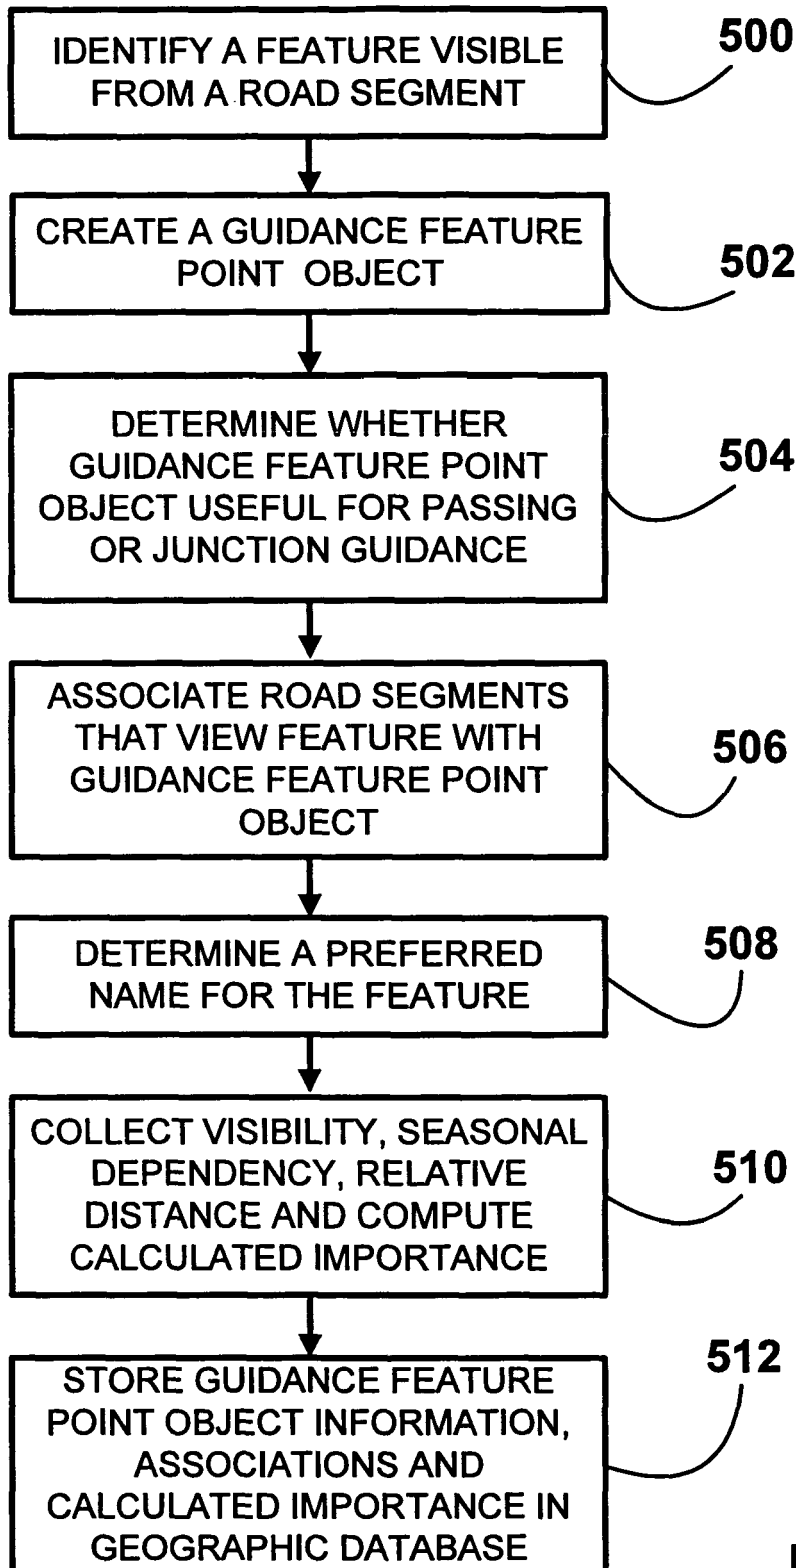 IDENTIFY A FEATURE VISIBLE
FROM A ROAD SEGMENT
500
CREATE A GUIDANCE FEATURE
POINT OBJECT
502
DETERMINE WHETHER
GUIDANCE FEATURE POINT
OBJECT USEFUL FOR PASSING
OR JUNCTION GUIDANCE
504
ASSOCIATE ROAD SEGMENTS
THAT VIEW FEATURE WITH
GUIDANCE FEATURE POINT
OBJECT
506
DETERMINE A PREFERRED
NAME FOR THE FEATURE
508
COLLECT VISIBILITY, SEASONAL
DEPENDENCY, RELATIVE
DISTANCE AND COMPUTE
CALCULATED IMPORTANCE
510
STORE GUIDANCE FEATURE
POINT OBJECT INFORMATION,
ASSOCIATIONS AND
CALCULATED IMPORTANCE IN
GEOGRAPHIC DATABASE
512